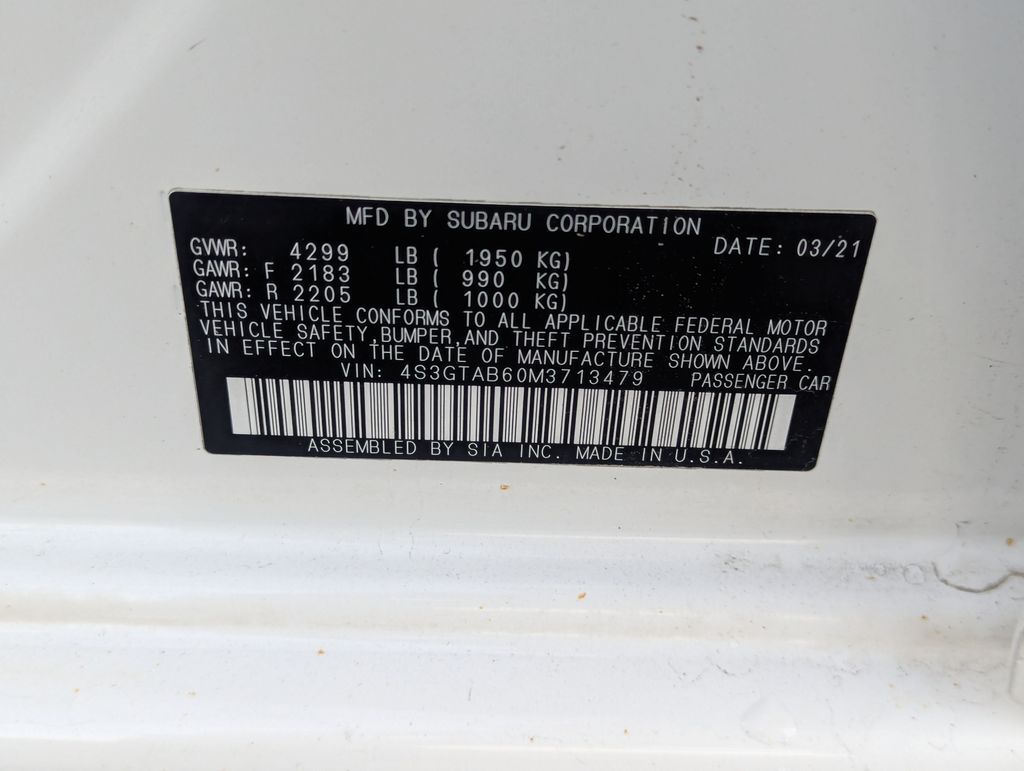 MFD BY SUBARU CORPORATION
DATE: 03/21
GVWR: 4299 LB ( 1950 KG)
GAWR: F 2183 LB ( 990 KG)
GAWR: R 2205 LB ( 1000 KG)
THIS VEHICLE CONFORMS TO ALL APPLICABLE FEDERAL MOTOR
VEHICLE SAFETY,BUMPER,AND THEFT PREVENTION STANDARDS
IN EFFECT ON THE DATE OF MANUFACTURE SHOWN ABOVE.
VIN: 4S3GTAB60M3713479 PASSENGER CAR
ASSEMBLED BY SIA INC. MADE IN U.S.A.